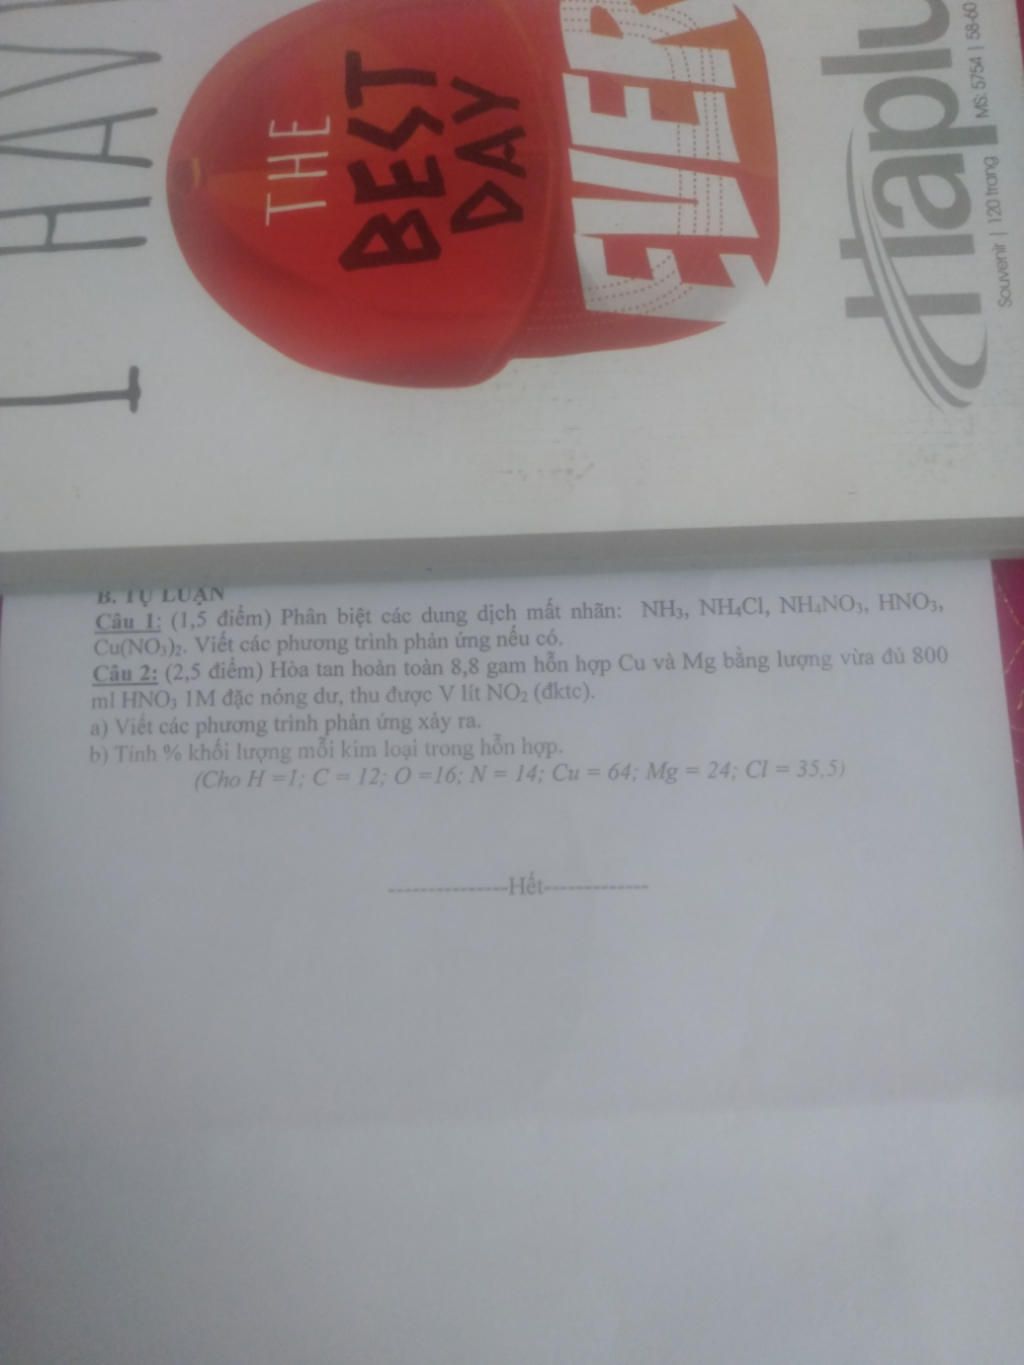 I HAV
THE
BEST
DAY
EVER
Haplu
Souvenir | 120 trang MS: 5754 | 58-60
B. TỰ LUẬN
Câu 1: (1,5 điểm) Phân biệt các dung dịch mất nhãn: NH₃, NH₄Cl, NH₄NO₃, HNO₃,
Cu(NO₃)₂. Viết các phương trình phản ứng nếu có.
Câu 2: (2,5 điểm) Hòa tan hoàn toàn 8,8 gam hỗn hợp Cu và Mg bằng lượng vừa đủ 800
ml HNO₃ 1M đặc nóng dư, thu được V lít NO₂ (đktc).
a) Viết các phương trình phản ứng xảy ra.
b) Tính % khối lượng mỗi kim loại trong hỗn hợp.
(Cho H =1; C = 12; O =16; N = 14; Cu = 64; Mg = 24; Cl = 35,5)
---------------Hết-------------